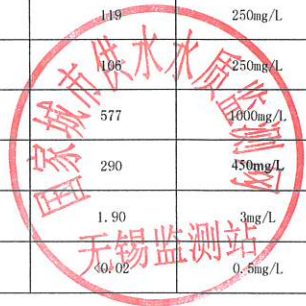 119 250mg/L
106 250mg/L
577 1000mg/L
290 450mg/L
1.90 3mg/L
<0.02 0.5mg/L
国家城市供水水质监测网
无锡监测站